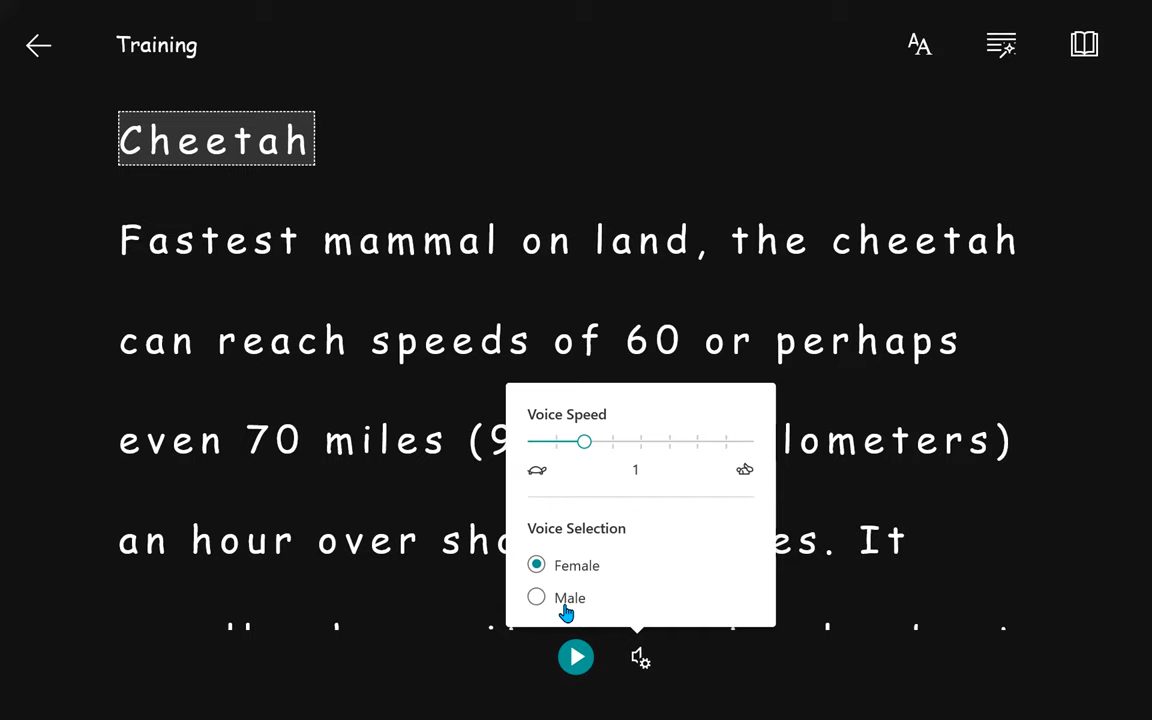 Training
Cheetah
Fastest mammal on land, the cheetah
can reach speeds of 60 or perhaps
even 70 miles (9 lometers)
an hour over sho es. It
Voice Speed
1
Voice Selection
Female
Male